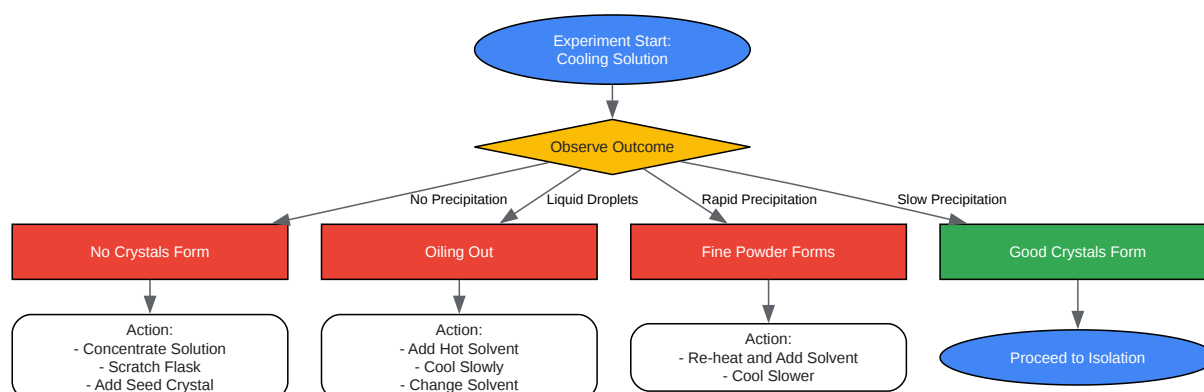 Experiment Start:
Cooling Solution
Observe Outcome
No Precipitation
Liquid Droplets
Rapid Precipitation
Slow Precipitation
No Crystals Form
Oiling Out
Fine Powder Forms
Good Crystals Form
Action:
- Concentrate Solution
- Scratch Flask
- Add Seed Crystal
Action:
- Add Hot Solvent
- Cool Slowly
- Change Solvent
Action:
- Re-heat and Add Solvent
- Cool Slower
Proceed to Isolation